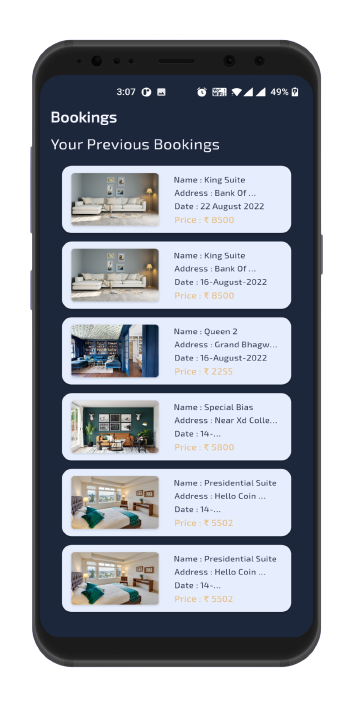 3:07 49%
Bookings
Your Previous Bookings
Name : King Suite
Address : Bank Of ...
Date : 22 August 2022
Price : ₹ 8500
Name : King Suite
Address : Bank Of ...
Date : 16-August-2022
Price : ₹ 8500
Name : Queen 2
Address : Grand Bhagw...
Date : 16-August-2022
Price : ₹ 2255
Name : Special Bias
Address : Near Xd Colle...
Date : 14-...
Price : ₹ 5800
Name : Presidential Suite
Address : Hello Coin ...
Date : 14-...
Price : ₹ 5502
Name : Presidential Suite
Address : Hello Coin ...
Date : 14-...
Price : ₹ 5502